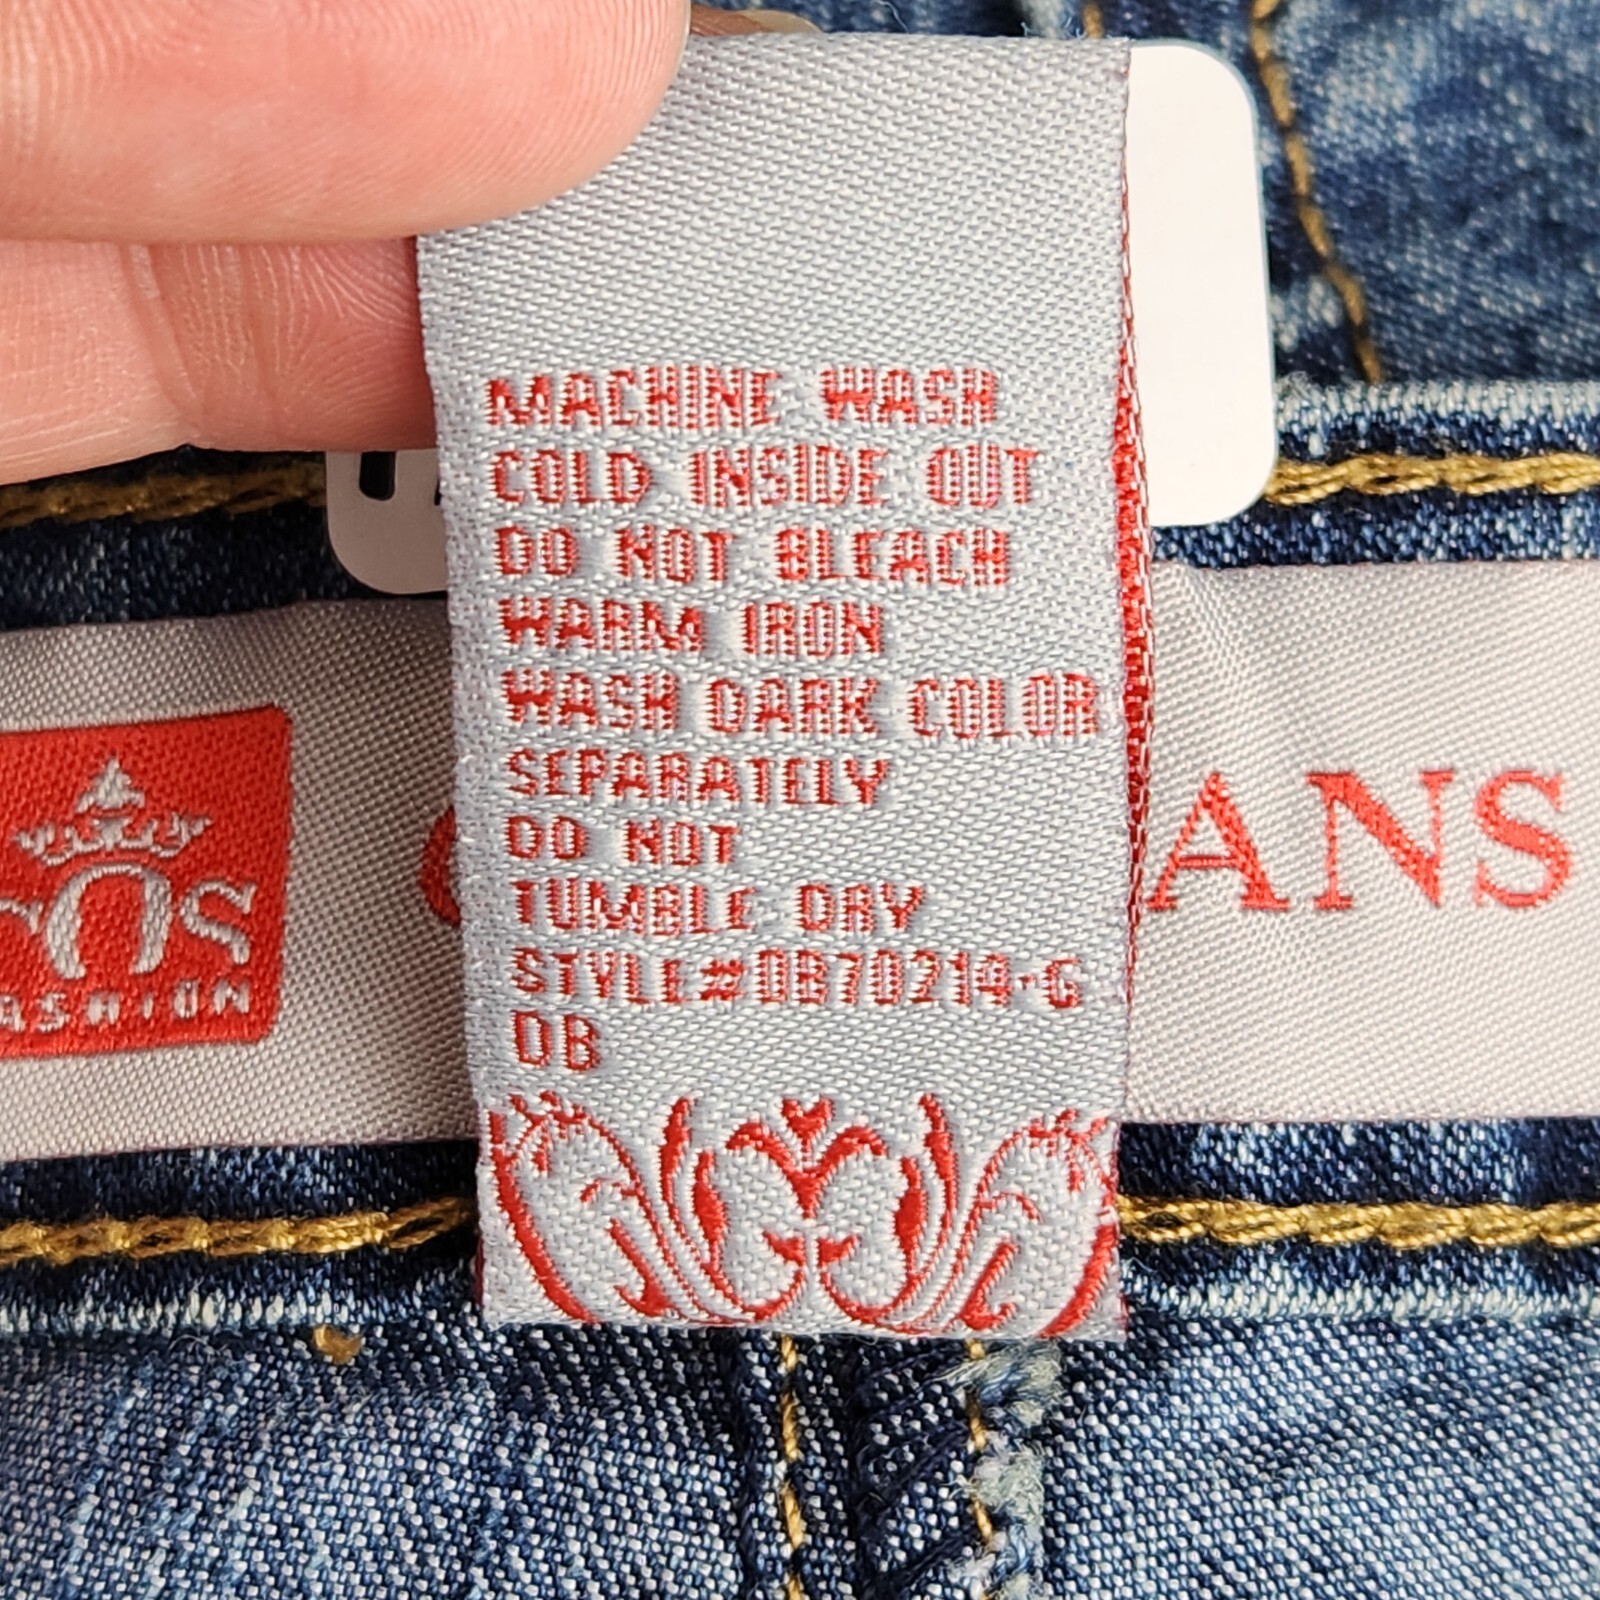 MACHINE WASH
COLD INSIDE OUT
DO NOT BLEACH
WARM IRON
WASH DARK COLOR
SEPARATELY
DO NOT
TUMBLE DRY
STYLE#DB70214-G
DB
ANS